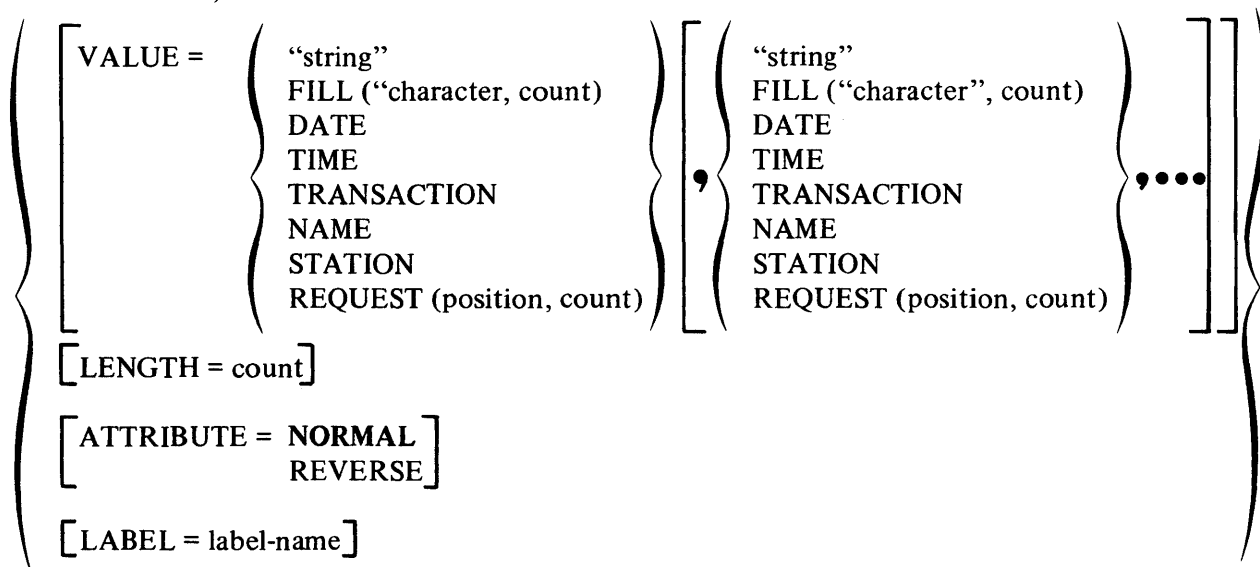 VALUE = “string” “string”
FILL (“character, count) FILL (“character”, count)
DATE DATE
TIME TIME
TRANSACTION , TRANSACTION ,....
NAME NAME
STATION STATION
REQUEST (position, count) REQUEST (position, count)
[LENGTH = count]
[ATTRIBUTE = NORMAL
REVERSE]
[LABEL = label-name]